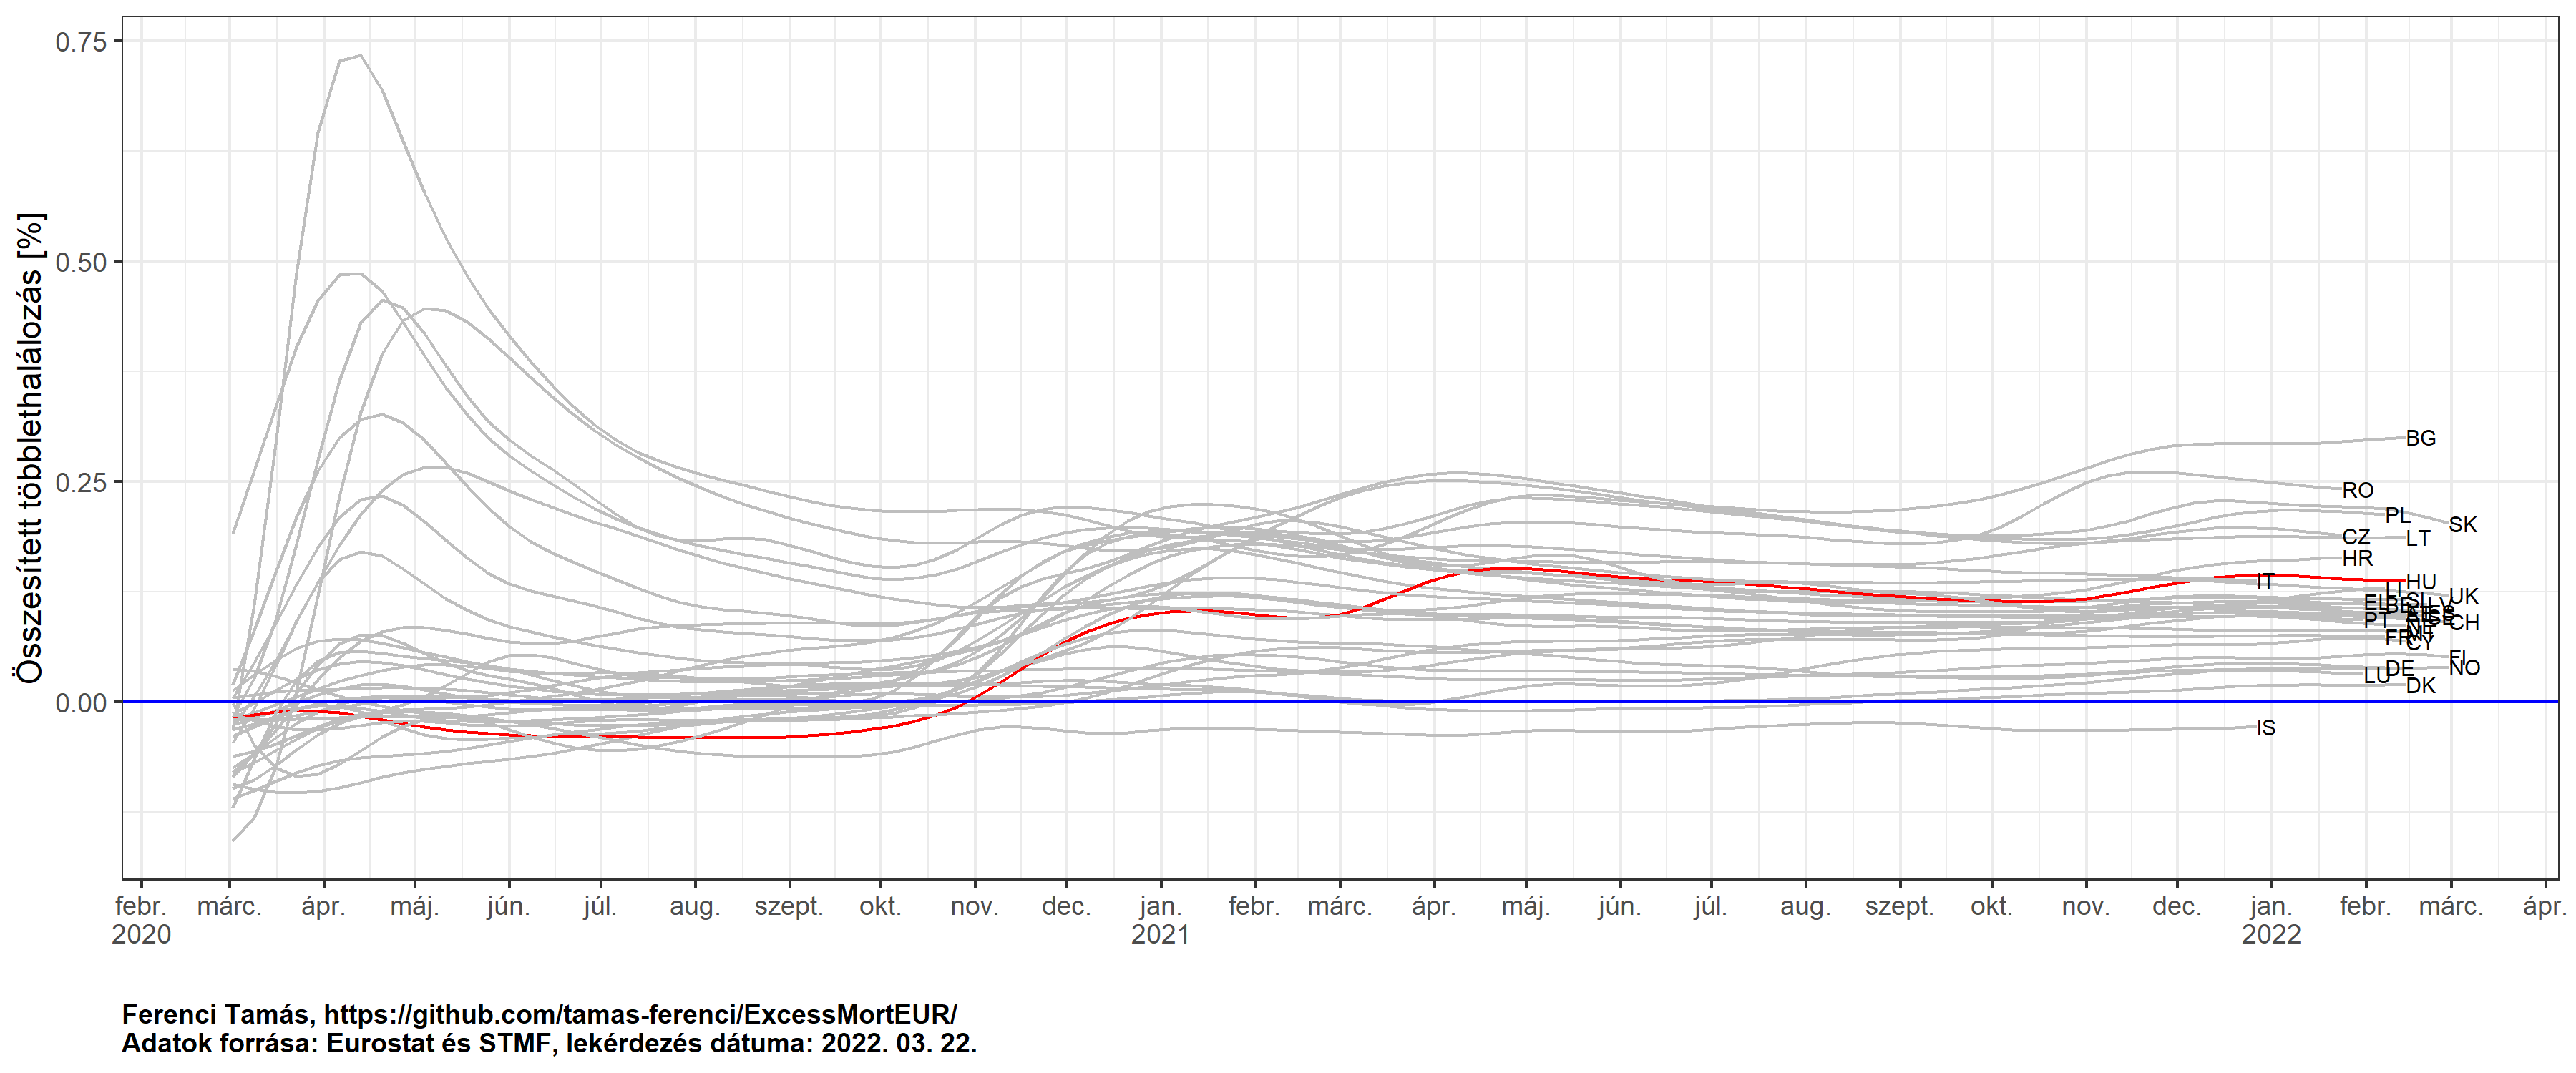 Összesített többlethalálozás [%]
0.75
0.50
0.25
0.00
BG
RO
PL
SK
CZ
LT
HR
IT
HU
UK
CH
PT
FR
CY
FI
NO
LU
DE
DK
IS
febr. márc. ápr. máj. jún. júl. aug. szept. okt. nov. dec. jan. febr. márc. ápr. máj. jún. júl. aug. szept. okt. nov. dec. jan. febr. márc. ápr.
2020 2021 2022
Ferenci Tamás, https://github.com/tamas-ferenci/ExcessMortEUR/
Adatok forrása: Eurostat és STMF, lekérdezés dátuma: 2022. 03. 22.